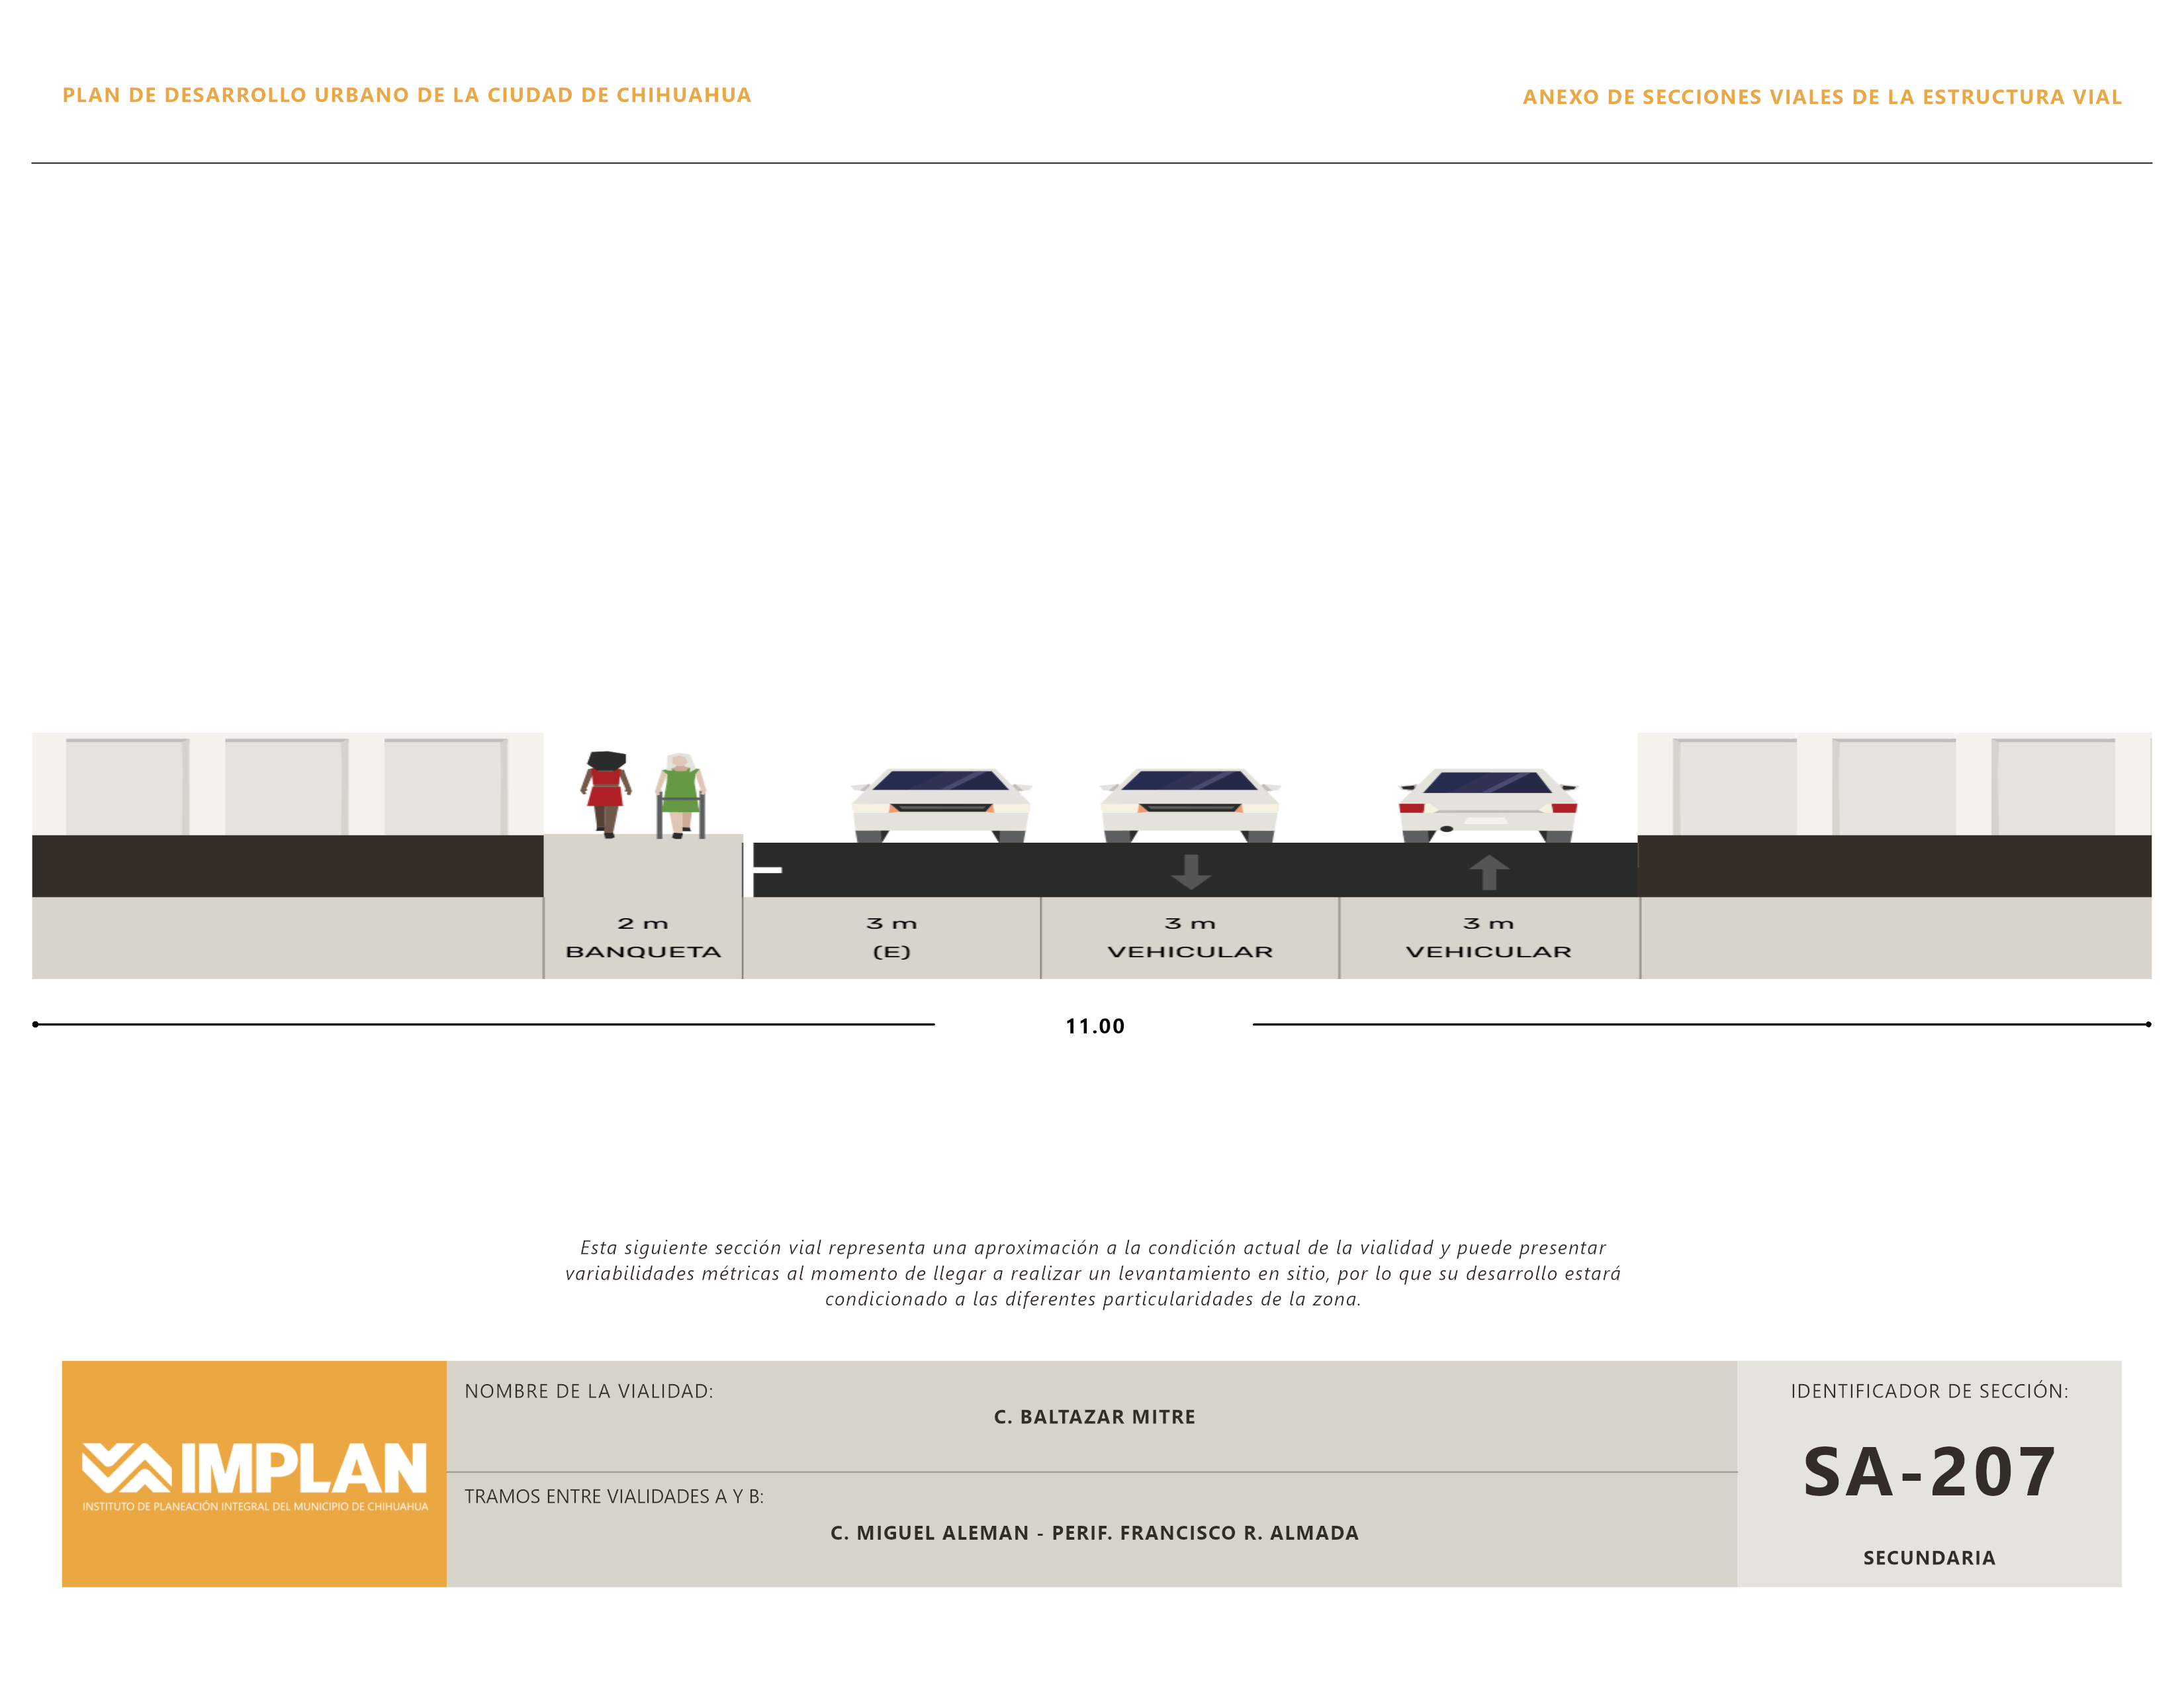 PLAN DE DESARROLLO URBANO DE LA CIUDAD DE CHIHUAHUA
ANEXO DE SECCIONES VIALES DE LA ESTRUCTURA VIAL
2 m
BANQUETA
3 m
(E)
3 m
VEHICULAR
3 m
VEHICULAR
11.00
Esta siguiente sección vial representa una aproximación a la condición actual de la vialidad y puede presentar
variabilidades métricas al momento de llegar a realizar un levantamiento en sitio, por lo que su desarrollo estará
condicionado a las diferentes particularidades de la zona.
IMPLAN
INSTITUTO DE PLANEACIÓN INTEGRAL DEL MUNICIPIO DE CHIHUAHUA
NOMBRE DE LA VIALIDAD:
C. BALTAZAR MITRE
TRAMOS ENTRE VIALIDADES A Y B:
C. MIGUEL ALEMAN - PERIF. FRANCISCO R. ALMADA
IDENTIFICADOR DE SECCIÓN:
SA-207
SECUNDARIA